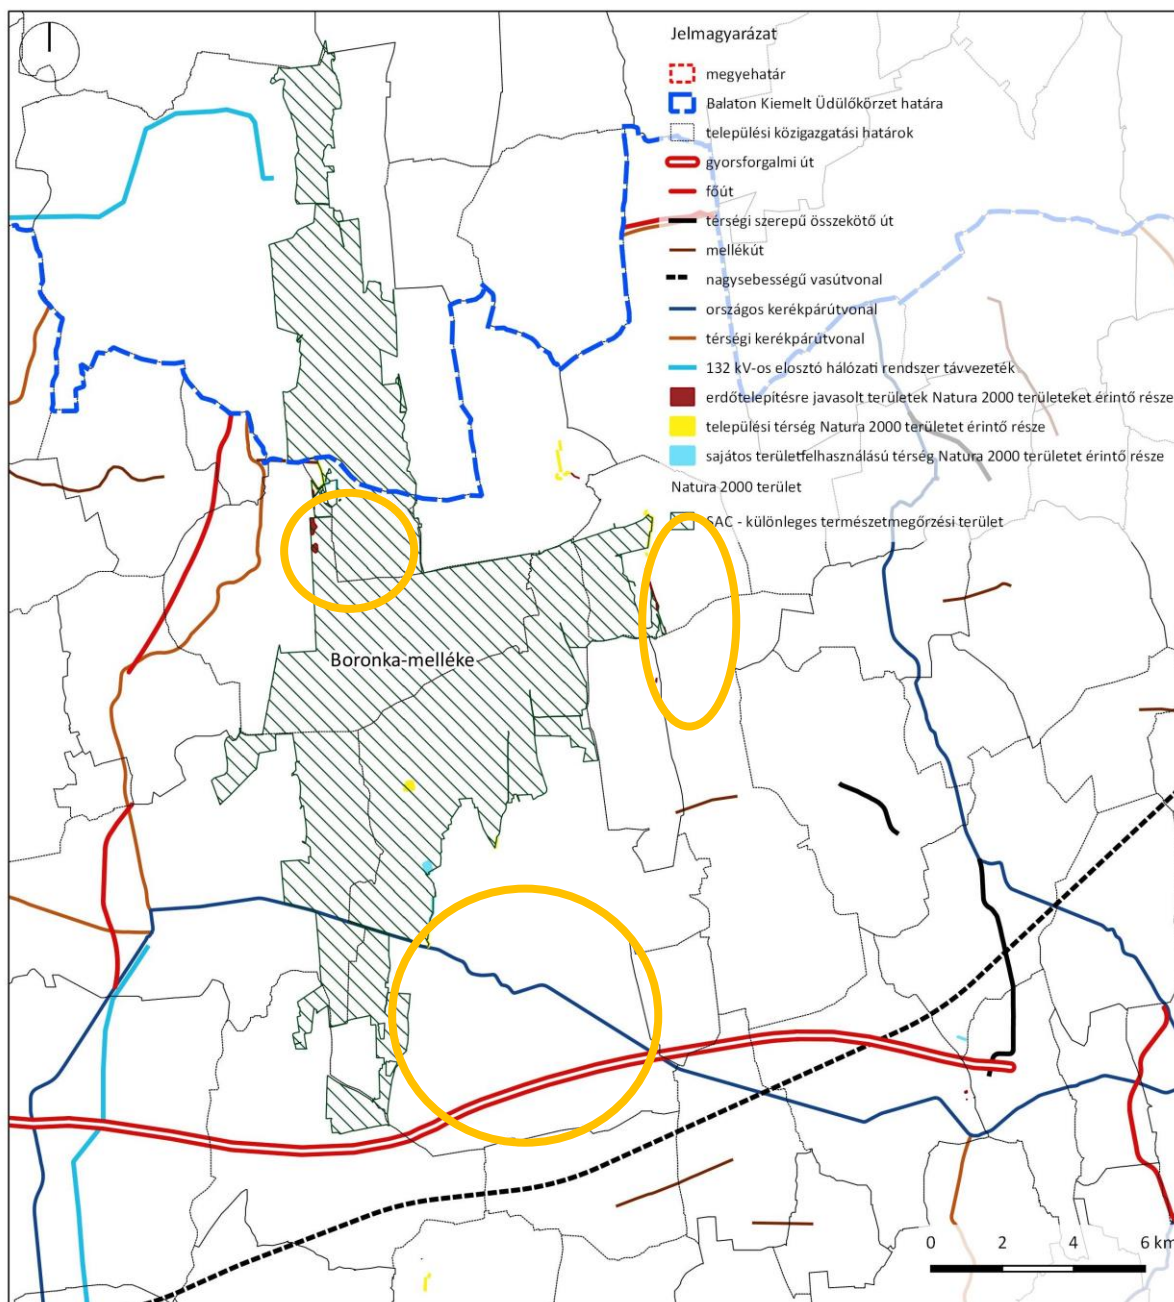 Jelmagyarázat
megyehatár
Balaton Kiemelt Üdülőkörzet határa
települési közigazgatási határok
gyorsforgalmi út
főút
térségi szerepű összekötő út
mellékút
nagysebességű vasútvonal
országos kerékpárútvonal
térségi kerékpárútvonal
132 kV-os elosztó hálózati rendszer távvezeték
erdőtelepítésre javasolt területek Natura 2000 területeket érintő része
települési térség Natura 2000 területet érintő része
sajátos területfelhasználású térség Natura 2000 területet érintő része
Natura 2000 terület
SAC - különleges természetmegőrzési terület
Boronka-melléke
0 2 4 6 km